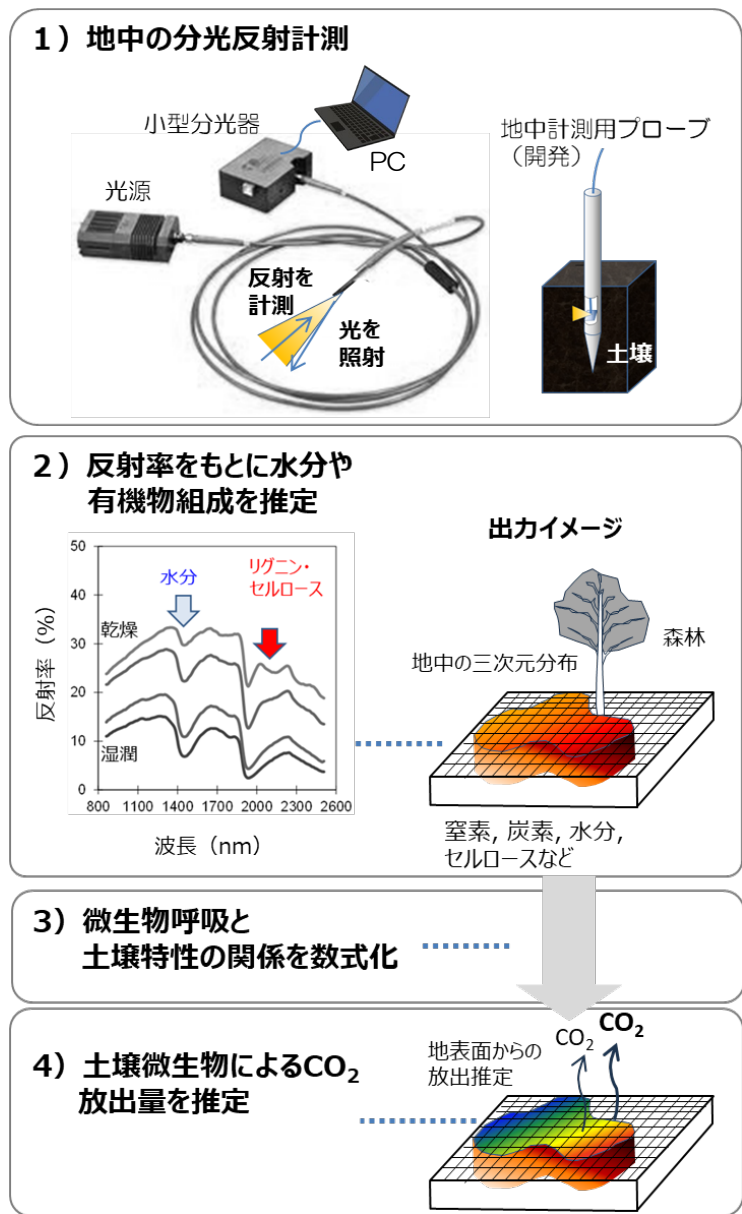 1）地中の分光反射計測
小型分光器
PC
光源
反射を
計測
光を
照射
地中計測用プローブ
（開発）
土壌
2）反射率をもとに水分や
有機物組成を推定
反射率（%）
50
40
30
20
10
0
水分
リグニン・
セルロース
乾燥
湿潤
800 1100 1400 1700 2000 2300 2600
波長（nm）
出力イメージ
森林
地中の三次元分布
窒素, 炭素, 水分,
セルロースなど
3）微生物呼吸と
土壌特性の関係を数式化
4）土壌微生物によるCO₂
放出量を推定
地表面からの
放出推定
CO₂
CO₂